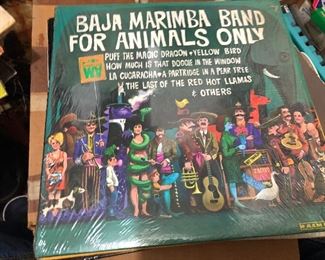 BAJA MARIMBA BAND
FOR ANIMALS ONLY
PUFF THE MAGIC DRAGON • YELLOW BIRD
HOW MUCH IS THAT DOGGIE IN THE WINDOW
LA CUCARACHA • A PARTRIDGE IN A PEAR TREE
THE LAST OF THE RED HOT LLAMAS
& OTHERS